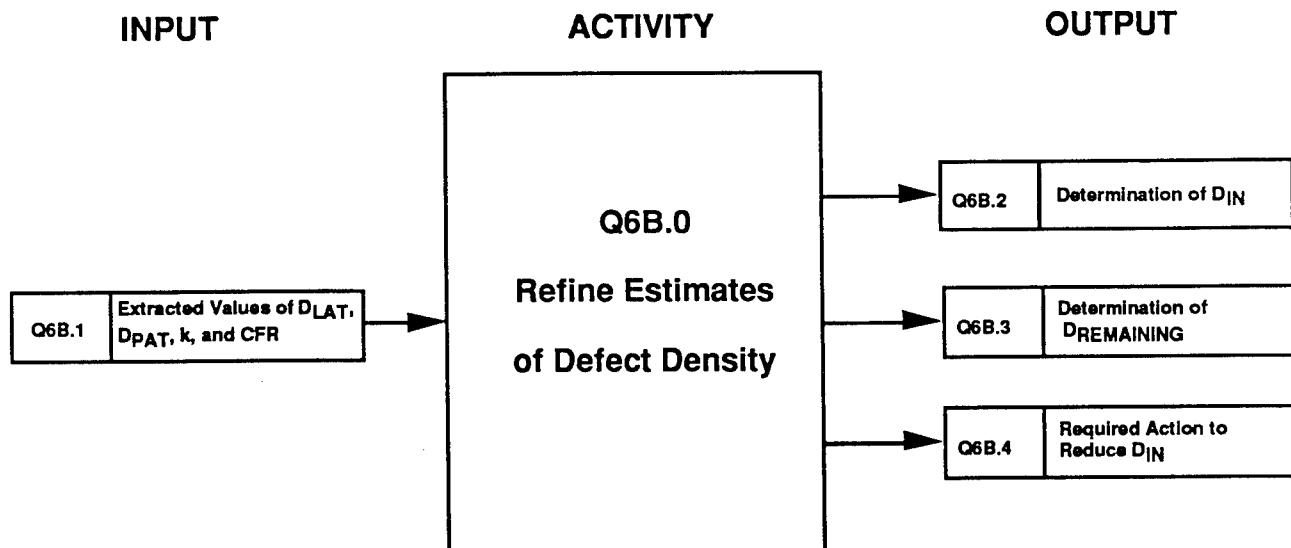 INPUT
ACTIVITY
OUTPUT
Q6B.1
Extracted Values of DLAT,
DPAT, k, and CFR
Q6B.0
Refine Estimates
of Defect Density
Q6B.2
Determination of DIN
Q6B.3
Determination of
DREMAINING
Q6B.4
Required Action to
Reduce DIN